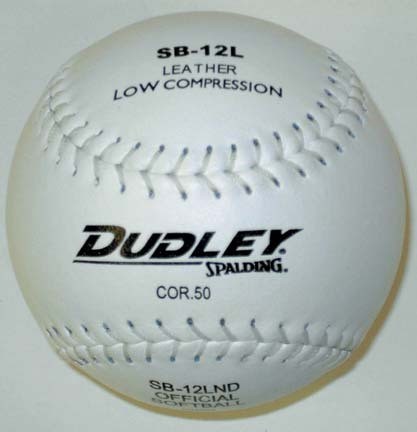 SB-12L
LEATHER
LOW COMPRESSION
DUDLEY
SPALDING
COR.50
SB-12LND
OFFICIAL
SOFTBALL